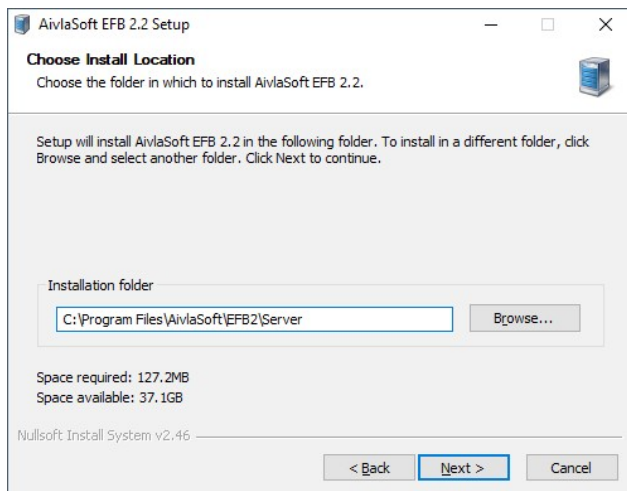 AivlaSoft EFB 2.2 Setup
Choose Install Location
Choose the folder in which to install AivlaSoft EFB 2.2.
Setup will install AivlaSoft EFB 2.2 in the following folder. To install in a different folder, click
Browse and select another folder. Click Next to continue.
Installation folder
C:\Program Files\AivlaSoft\EFB2\Server
Browse...
Space required: 127.2MB
Space available: 37.1GB
Nullsoft Install System v2.46
< Back
Next >
Cancel